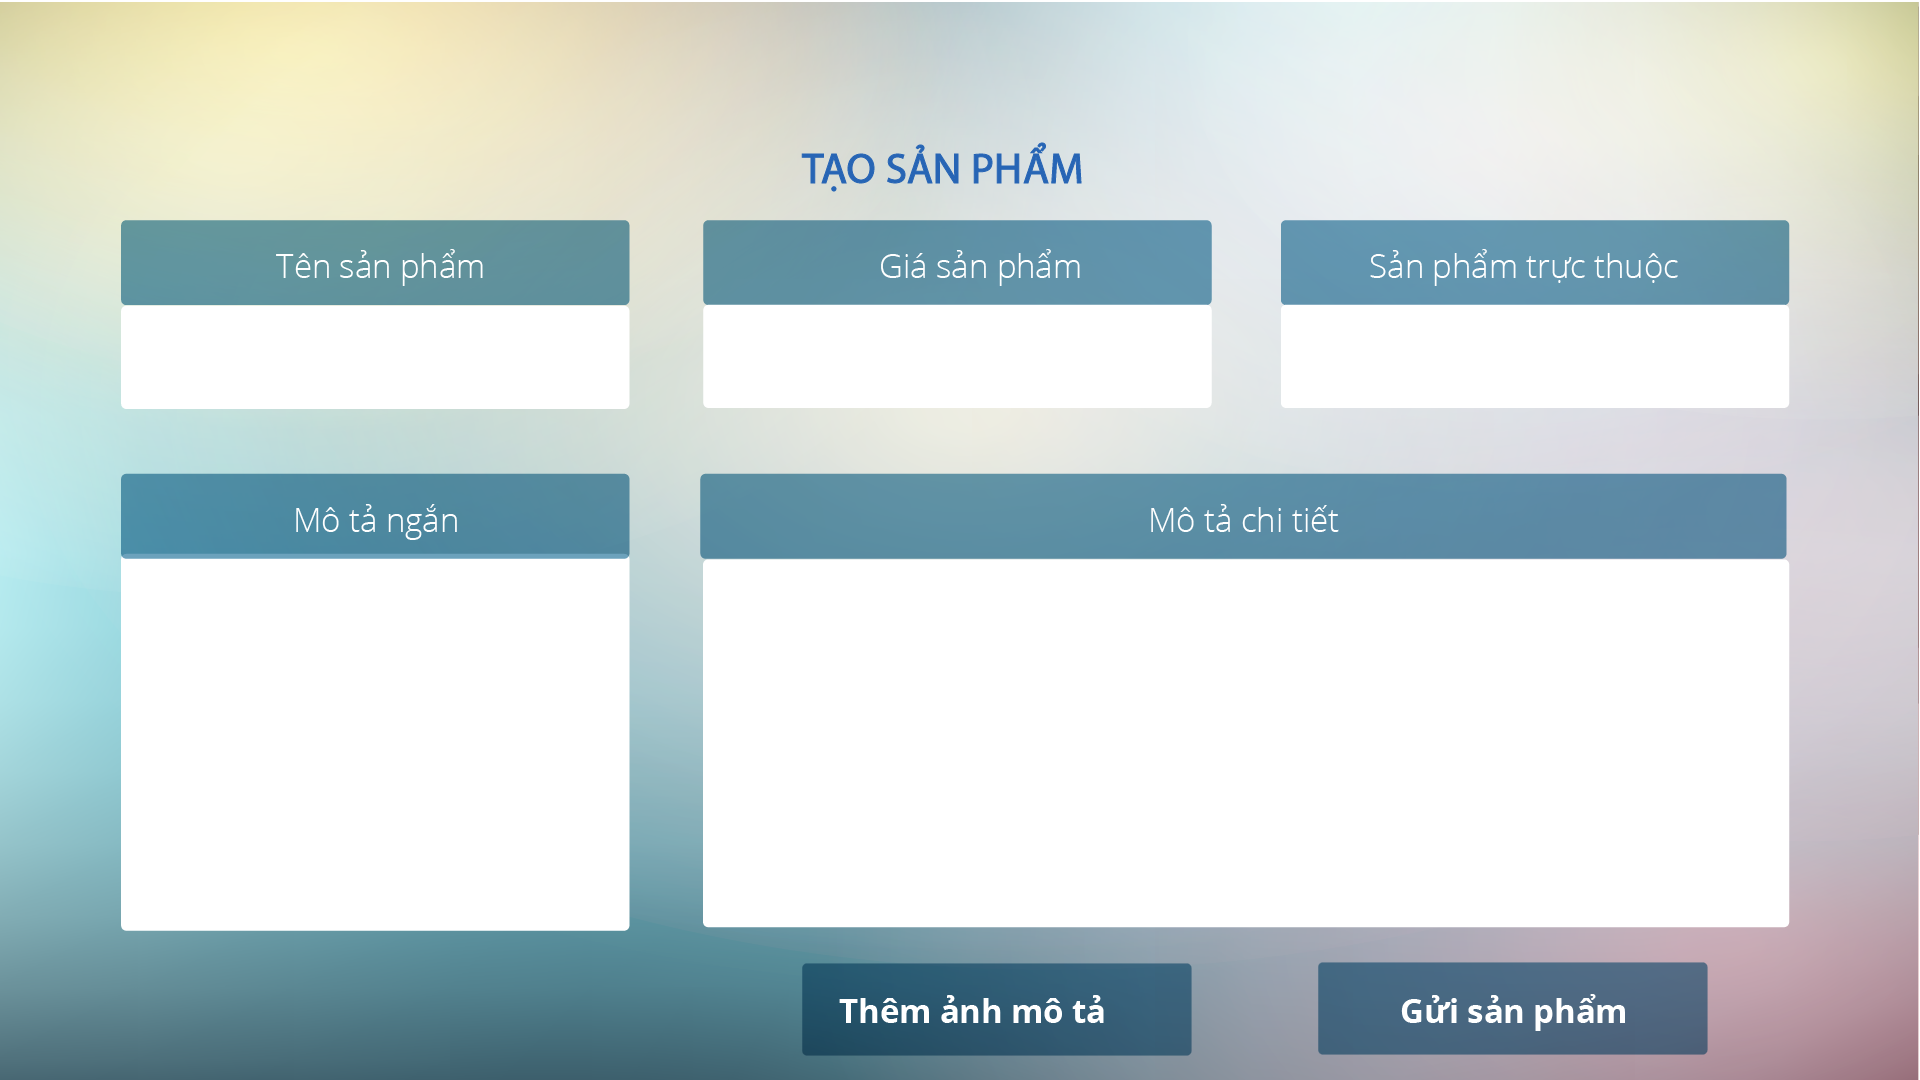 TẠO SẢN PHẨM
Tên sản phẩm
Giá sản phẩm
Sản phẩm trực thuộc
Mô tả ngắn
Mô tả chi tiết
Thêm ảnh mô tả
Gửi sản phẩm